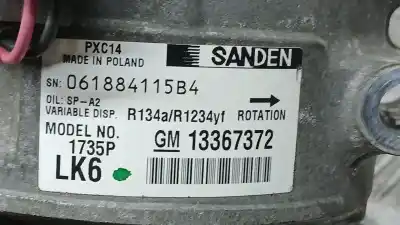 PXC14
MADE IN POLAND
SANDEN
SN: 061884115B4
OIL: SP-A2
VARIABLE DISP. R134a/R1234yf ROTATION
MODEL NO.
1735P
GM 13367372
LK6